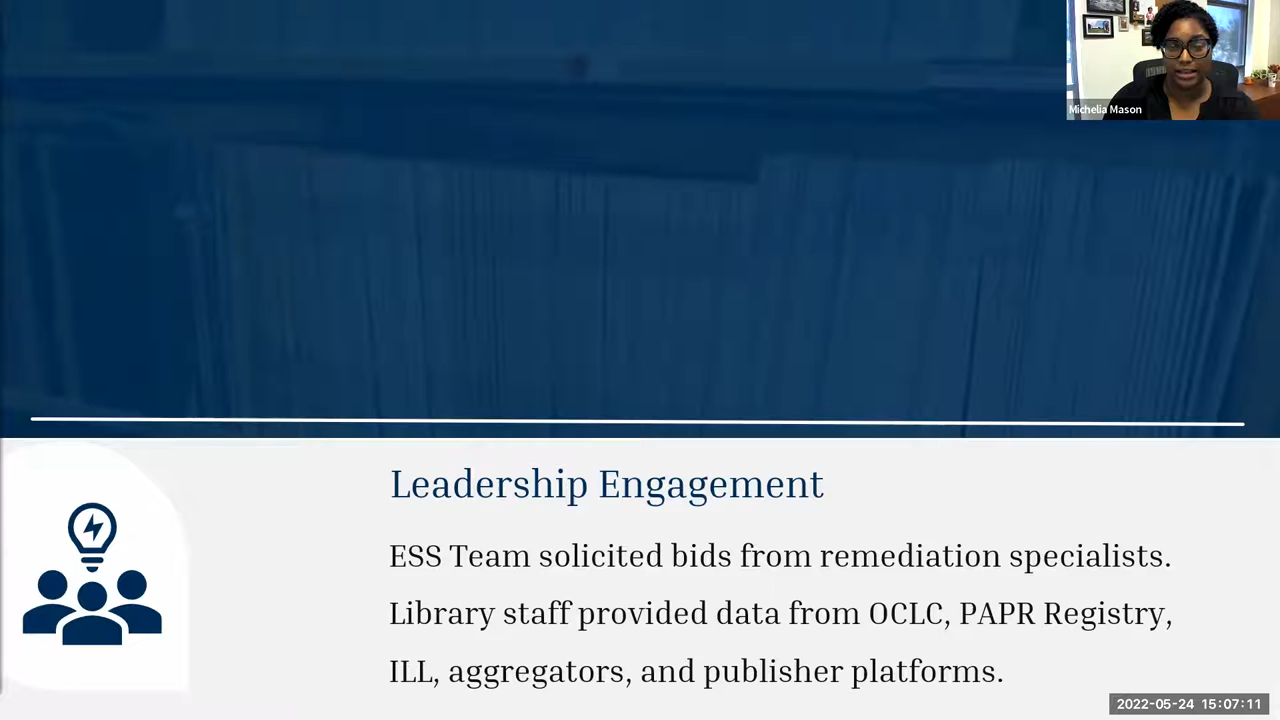 Michelia Mason
Leadership Engagement
ESS Team solicited bids from remediation specialists.
Library staff provided data from OCLC, PAPR Registry,
ILL, aggregators, and publisher platforms.
2022-05-24 15:07:11